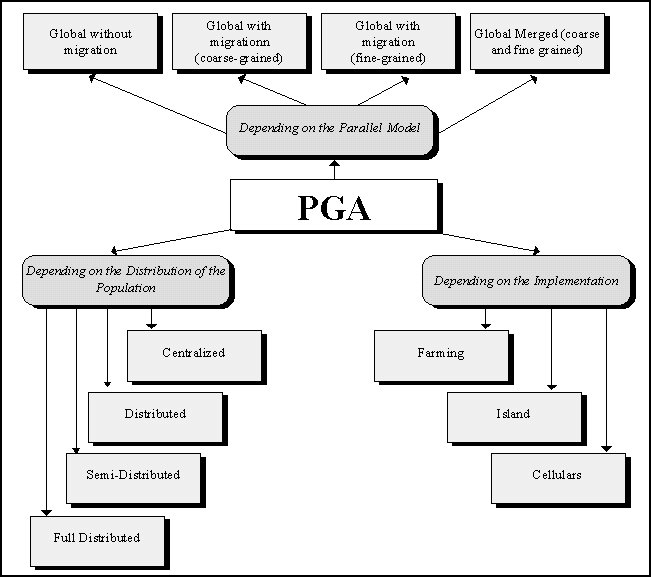 Global without
migration
Global with
migrationn
(coarse-grained)
Global with
migration
(fine-grained)
Global Merged (coarse
and fine grained)
Depending on the Parallel Model
PGA
Depending on the Distribution of the
Population
Depending on the Implementation
Centralized
Farming
Distributed
Island
Semi-Distributed
Cellulars
Full Distributed